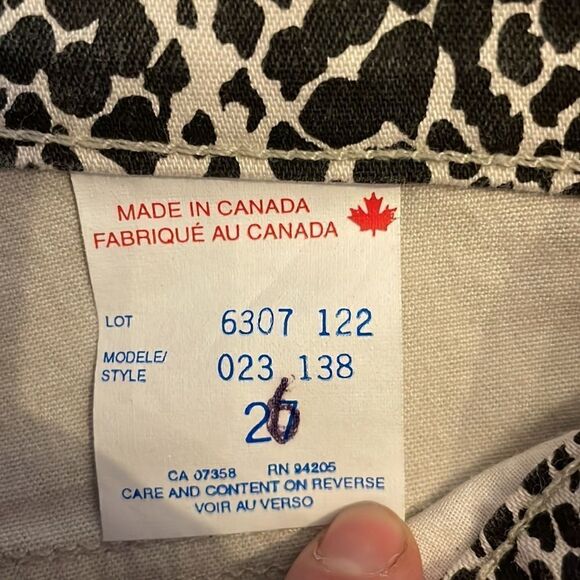 MADE IN CANADA
FABRIQUÉ AU CANADA
LOT 6307 122
MODELE/
STYLE 023 138
26
CA 07358 RN 94205
CARE AND CONTENT ON REVERSE
VOIR AU VERSO